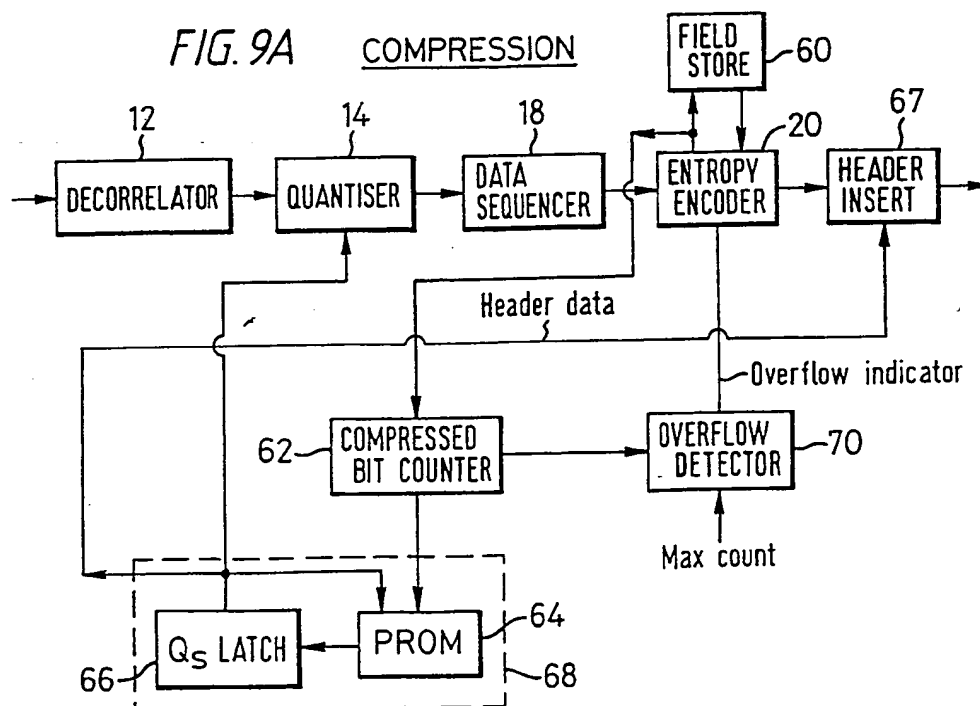 FIG. 9A COMPRESSION
FIELD
STORE
60
12
14
18
20
67
DECORRELATOR
QUANTISER
DATA
SEQUENCER
ENTROPY
ENCODER
HEADER
INSERT
Header data
Overflow indicator
62
COMPRESSED
BIT COUNTER
OVERFLOW
DETECTOR
70
Max count
66
Qs LATCH
PROM
64
68